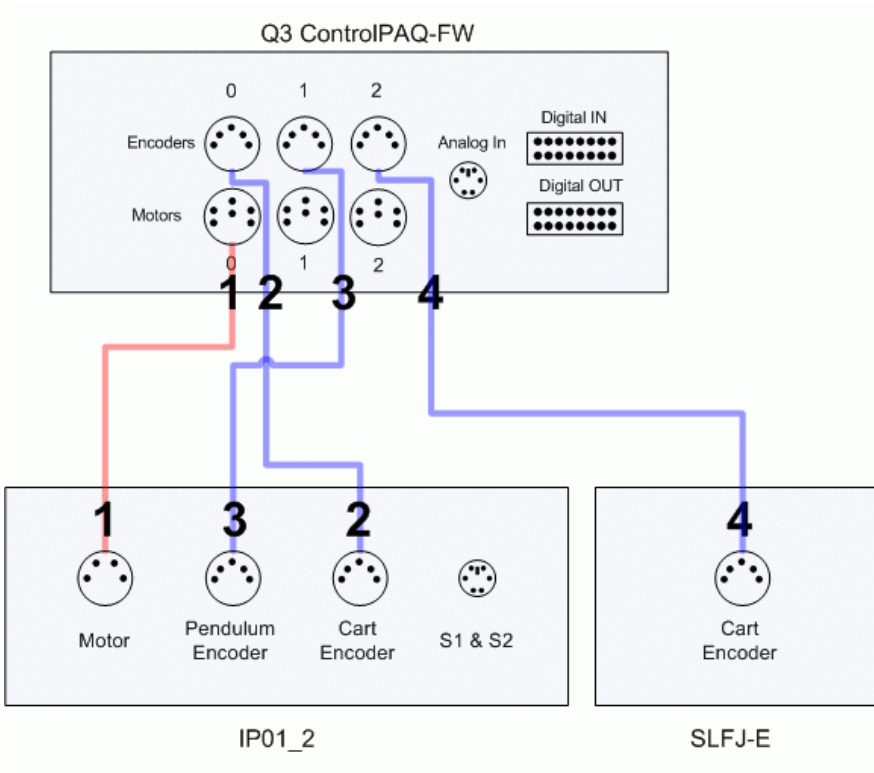 Q3 ControlPAQ-FW
0 1 2
Encoders
Motors
0 1 2
Analog In
Digital IN
Digital OUT
1 2 3 4
1 3 2
Motor
Pendulum
Encoder
Cart
Encoder
S1 & S2
IP01_2
4
Cart
Encoder
SLFJ-E